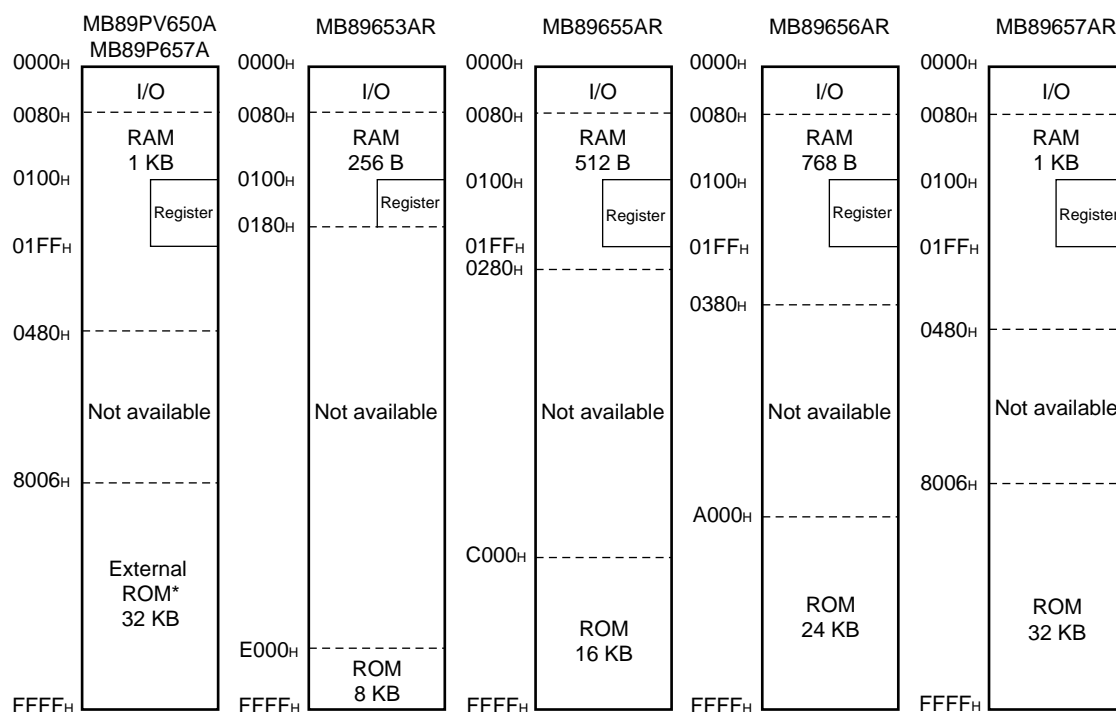 MB89PV650A
MB89P657A
0000H
I/O
0080H
RAM
1 KB
0100H
Register
01FFH
0480H
Not available
8006H
External
ROM*
32 KB
FFFFH
MB89653AR
0000H
I/O
0080H
RAM
256 B
0100H
Register
0180H
Not available
E000H
ROM
8 KB
FFFFH
MB89655AR
0000H
I/O
0080H
RAM
512 B
0100H
Register
01FFH
0280H
Not available
C000H
ROM
16 KB
FFFFH
MB89656AR
0000H
I/O
0080H
RAM
768 B
0100H
Register
01FFH
0380H
Not available
A000H
ROM
24 KB
FFFFH
MB89657AR
0000H
I/O
0080H
RAM
1 KB
0100H
Register
01FFH
0480H
Not available
8006H
ROM
32 KB
FFFFH